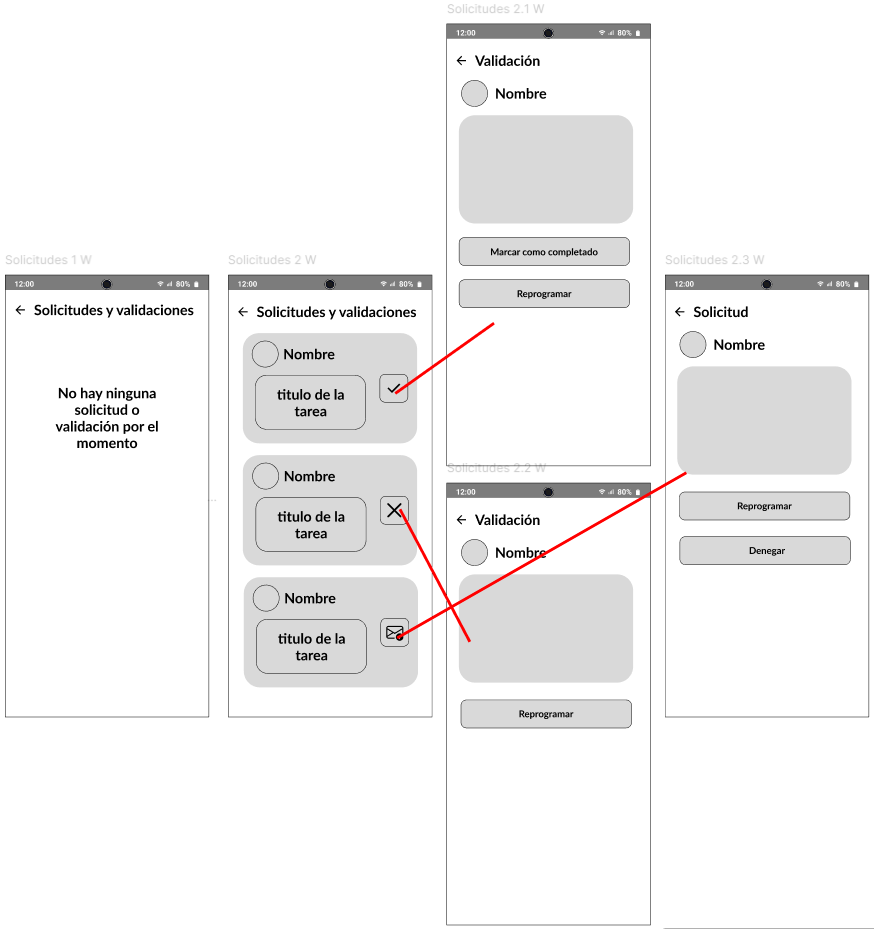 Solicitudes 1 W
12:00
80%
Solicitudes y validaciones
No hay ninguna
solicitud o
validación por el
momento
Solicitudes 2 W
12:00
80%
Solicitudes y validaciones
Nombre
titulo de la
tarea
Nombre
titulo de la
tarea
Nombre
titulo de la
tarea
Solicitudes 2.1 W
12:00
80%
Validación
Nombre
Marcar como completado
Reprogramar
Solicitudes 2.2 W
12:00
80%
Validación
Nombre
Reprogramar
Solicitudes 2.3 W
12:00
80%
Solicitud
Nombre
Reprogramar
Denegar